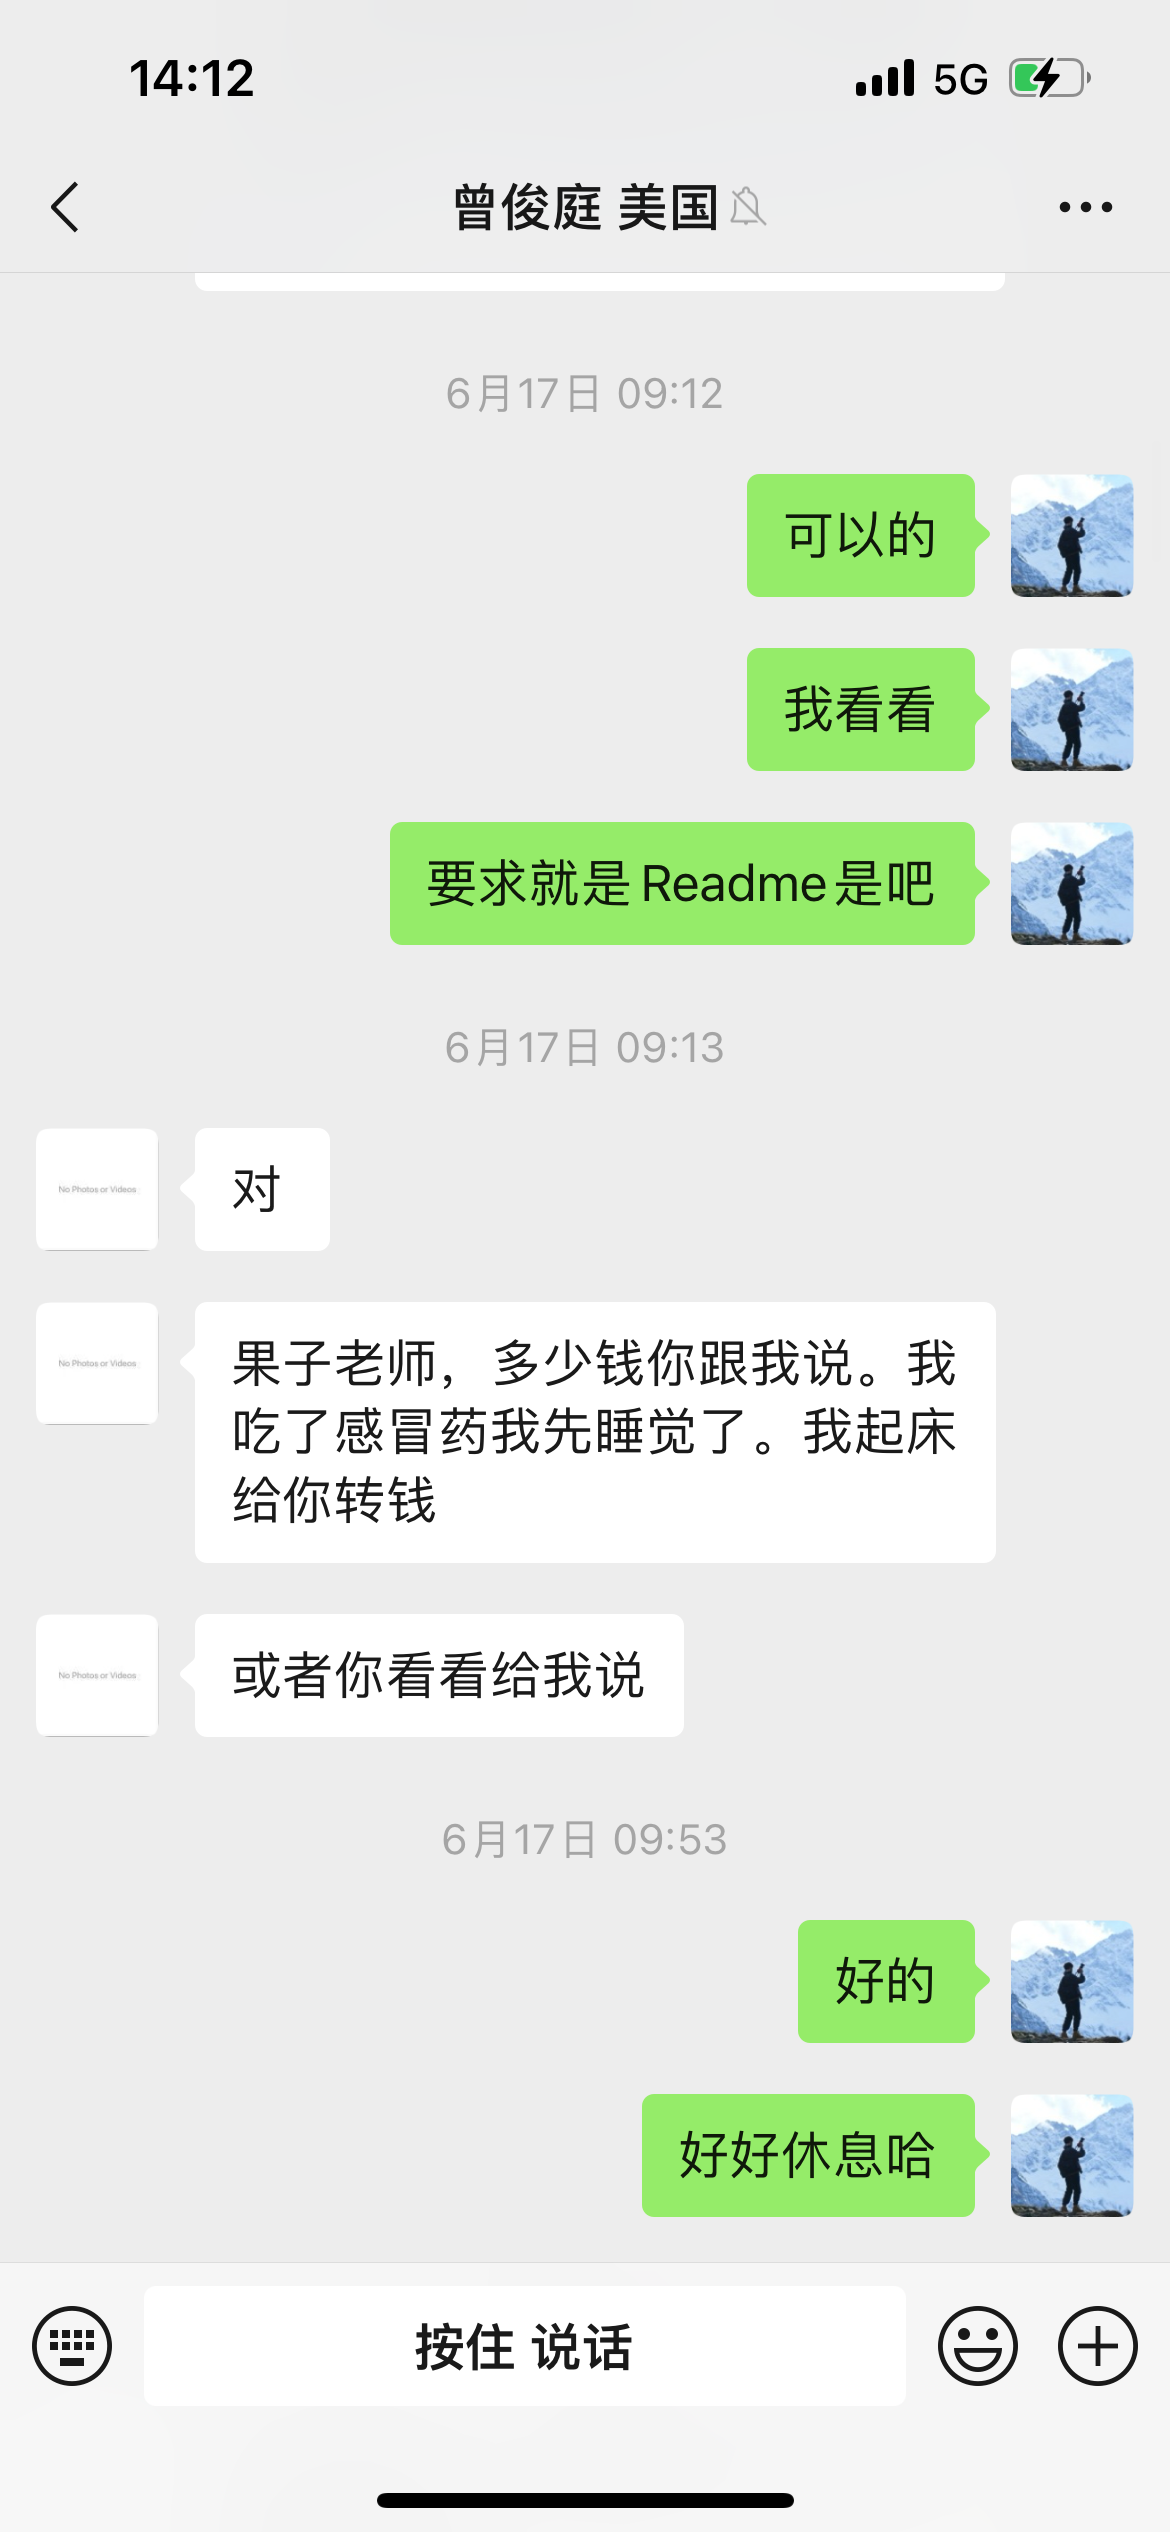 14:12
5G
曾俊庭 美国
6月17日 09:12
可以的
我看看
要求就是Readme是吧
6月17日 09:13
No Photos or Videos
对
No Photos or Videos
果子老师，多少钱你跟我说。我
吃了感冒药我先睡觉了。我起床
给你转钱
No Photos or Videos
或者你看看给我说
6月17日 09:53
好的
好好休息哈
按住 说话